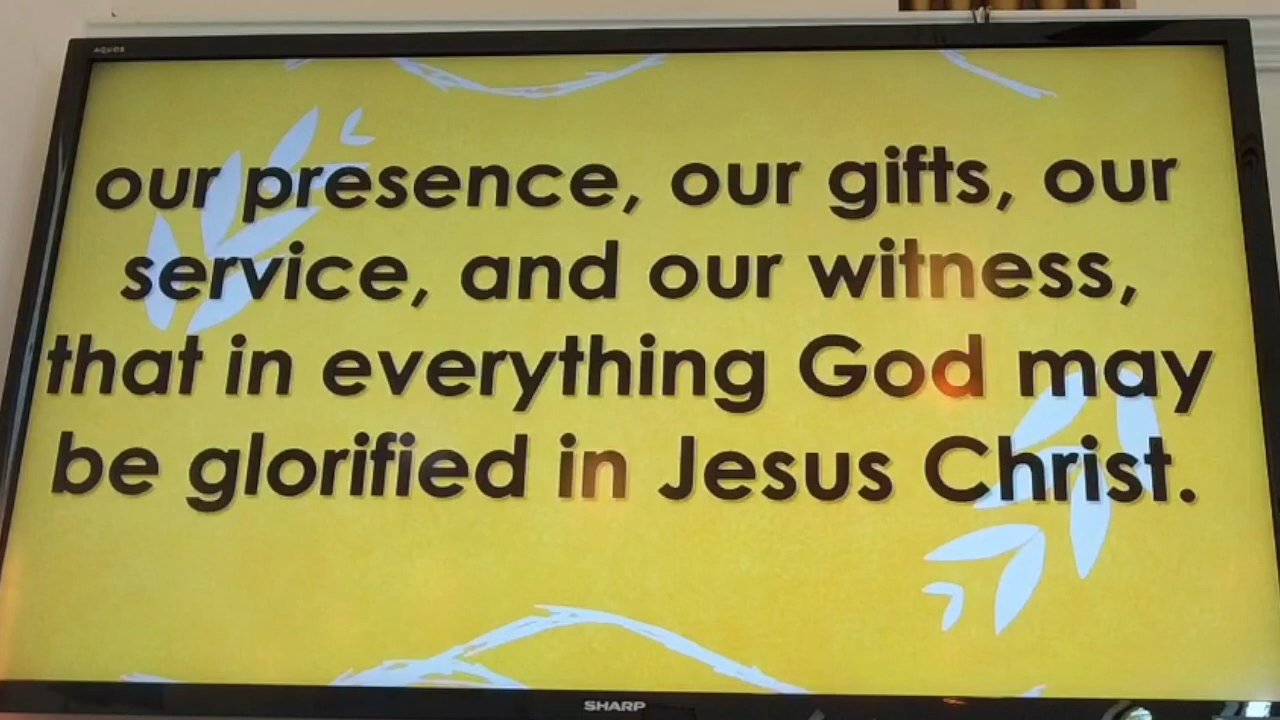 AQUOS
our presence, our gifts, our
service, and our witness,
that in everything God may
be glorified in Jesus Christ.
SHARP